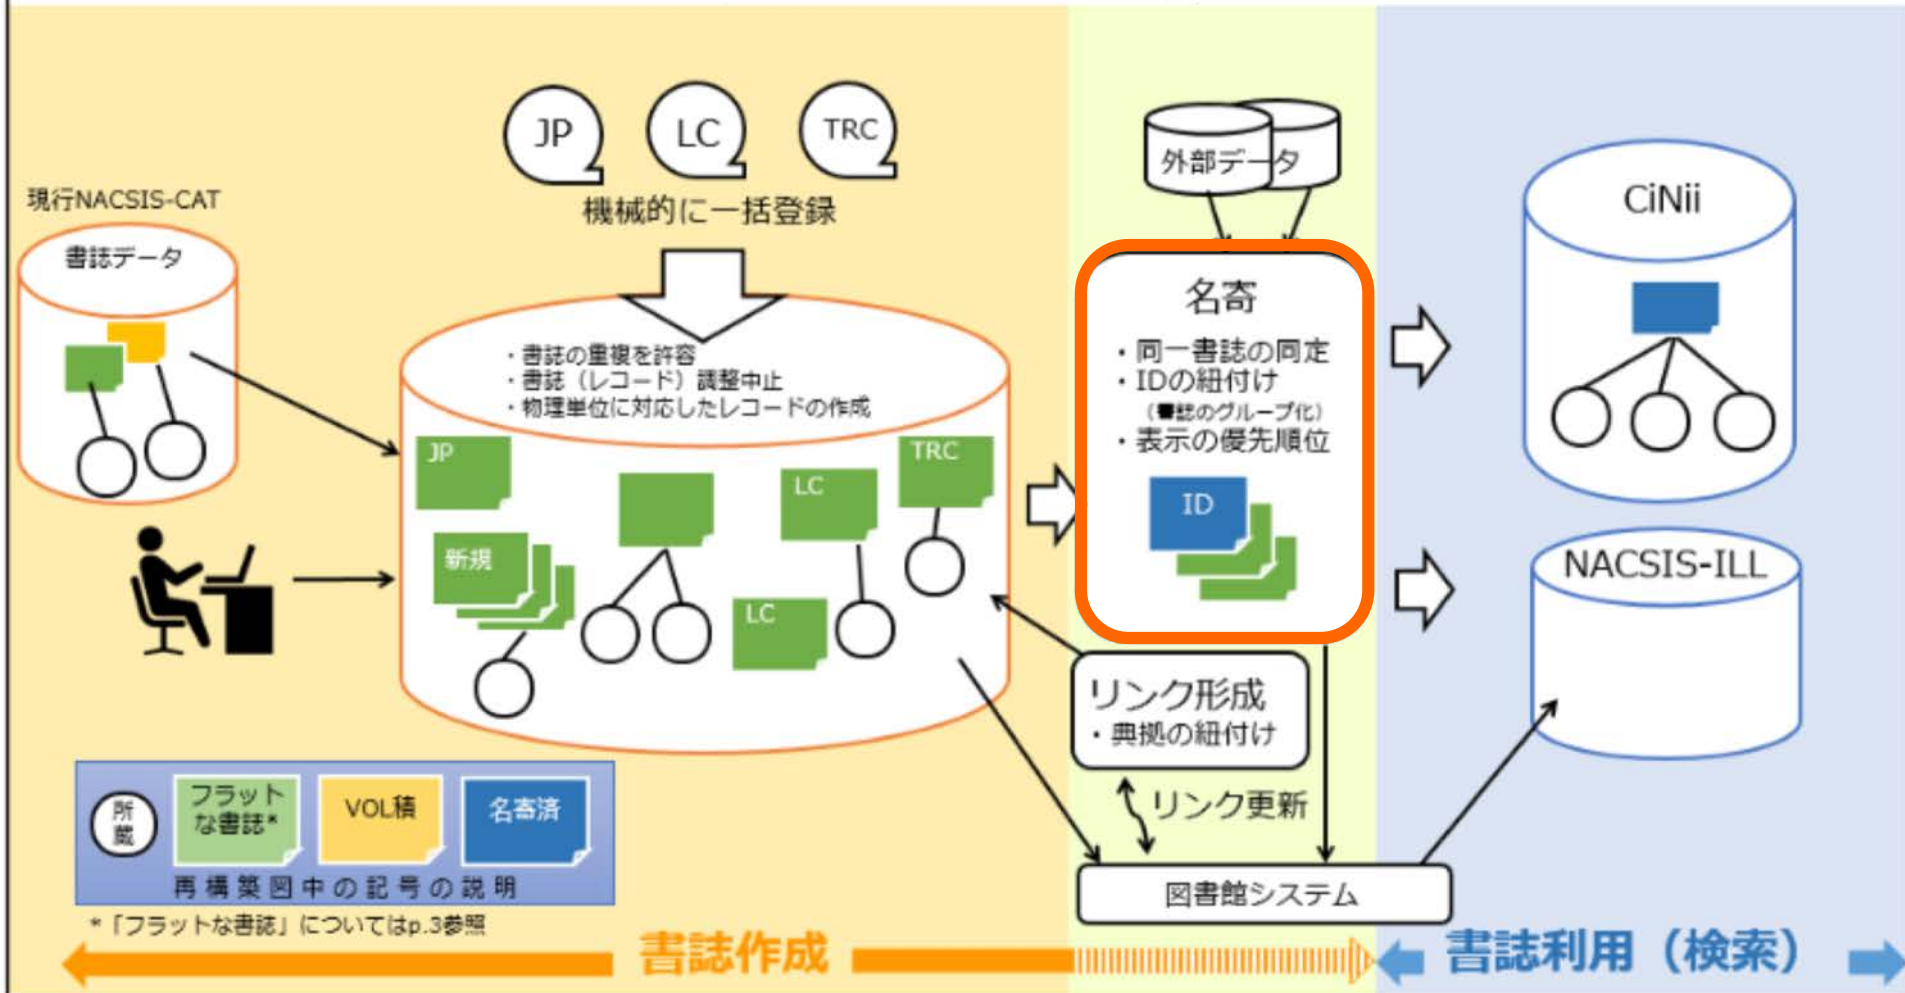 JP
LC
TRC
機械的に一括登録
現行NACSIS-CAT
書誌データ
・書誌の重複を許容
・書誌（レコード）調整中止
・物理単位に対応したレコードの作成
JP
LC
TRC
新規
LC
外部データ
名寄
・同一書誌の同定
・IDの紐付け
（書誌のグループ化）
・表示の優先順位
ID
リンク形成
・典拠の紐付け
リンク更新
図書館システム
CiNii
NACSIS-ILL
所蔵
フラット
な書誌*
VOL積
名寄済
再構築図中の記号の説明
*「フラットな書誌」についてはp.3参照
書誌作成
書誌利用（検索）